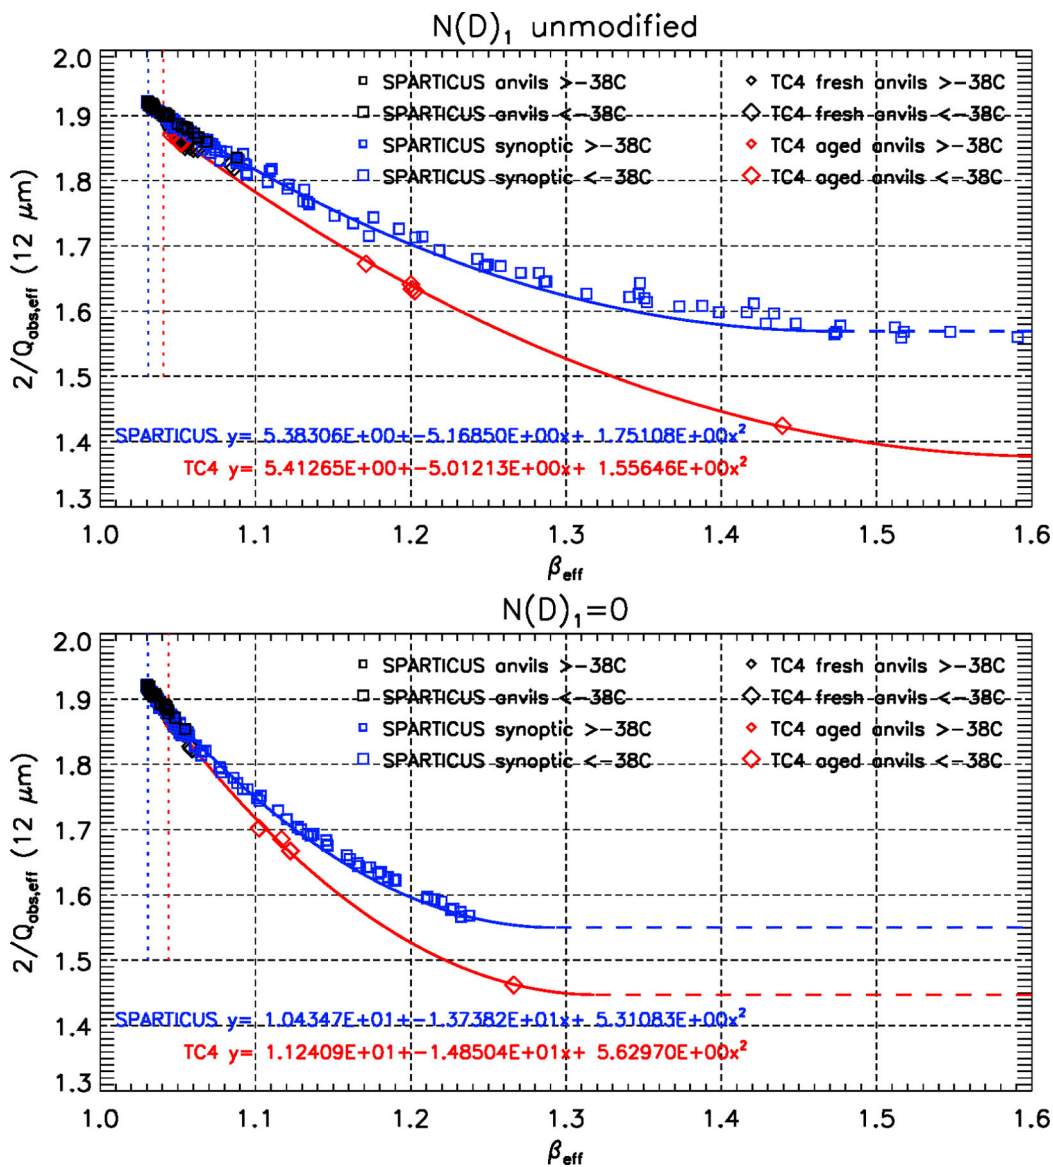 N(D)₁ unmodified
2.0
1.9
1.8
1.7
1.6
1.5
1.4
1.3
2/Q_abs,eff (12 μm)
SPARTICUS anvils >−38C
SPARTICUS anvils <−38C
SPARTICUS synoptic >−38C
SPARTICUS synoptic <−38C
TC4 fresh anvils >−38C
TC4 fresh anvils <−38C
TC4 aged anvils >−38C
TC4 aged anvils <−38C
SPARTICUS y= 5.38306E+00+−5.16850E+00x+ 1.75108E+00x²
TC4 y= 5.41265E+00+−5.01213E+00x+ 1.55646E+00x²
1.0 1.1 1.2 1.3 1.4 1.5 1.6
β_eff
N(D)₁=0
2.0
1.9
1.8
1.7
1.6
1.5
1.4
1.3
2/Q_abs,eff (12 μm)
SPARTICUS anvils >−38C
SPARTICUS anvils <−38C
SPARTICUS synoptic >−38C
SPARTICUS synoptic <−38C
TC4 fresh anvils >−38C
TC4 fresh anvils <−38C
TC4 aged anvils >−38C
TC4 aged anvils <−38C
SPARTICUS y= 1.04347E+01+−1.37382E+01x+ 5.31083E+00x²
TC4 y= 1.12409E+01+−1.48504E+01x+ 5.62970E+00x²
1.0 1.1 1.2 1.3 1.4 1.5 1.6
β_eff